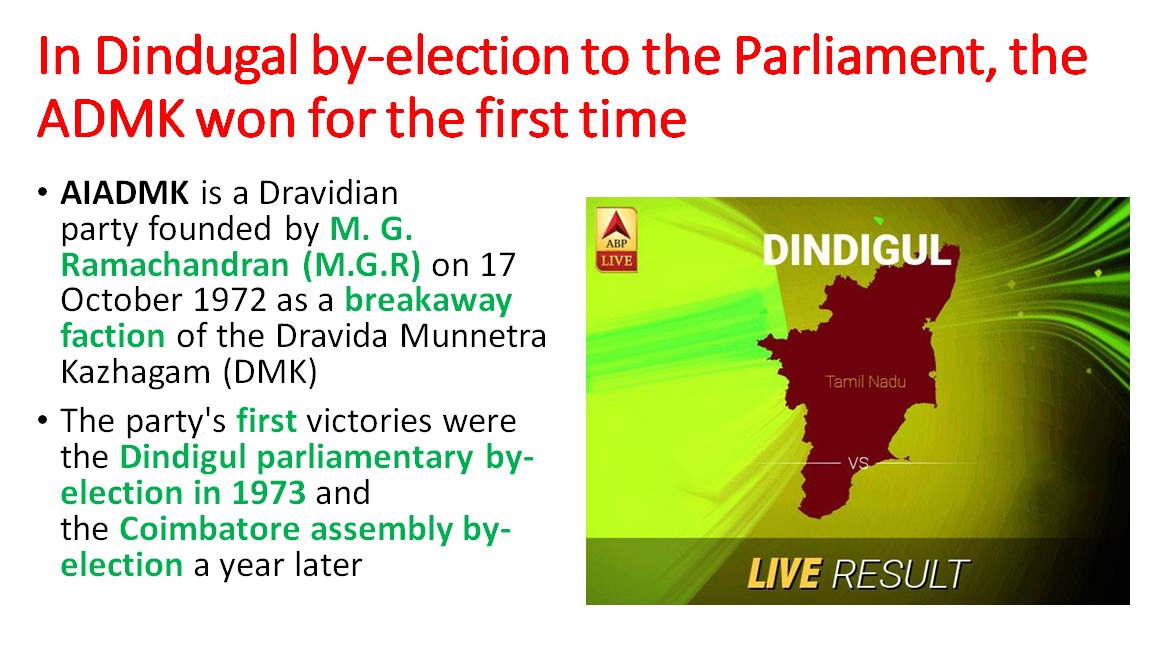 In Dindugal by-election to the Parliament, the
ADMK won for the first time
• AIADMK is a Dravidian
party founded by M. G.
Ramachandran (M.G.R) on 17
October 1972 as a breakaway
faction of the Dravida Munnetra
Kazhagam (DMK)
• The party's first victories were
the Dindigul parliamentary by-
election in 1973 and
the Coimbatore assembly by-
election a year later
ABP
LIVE
DINDIGUL
Tamil Nadu
VS
LIVE RESULT